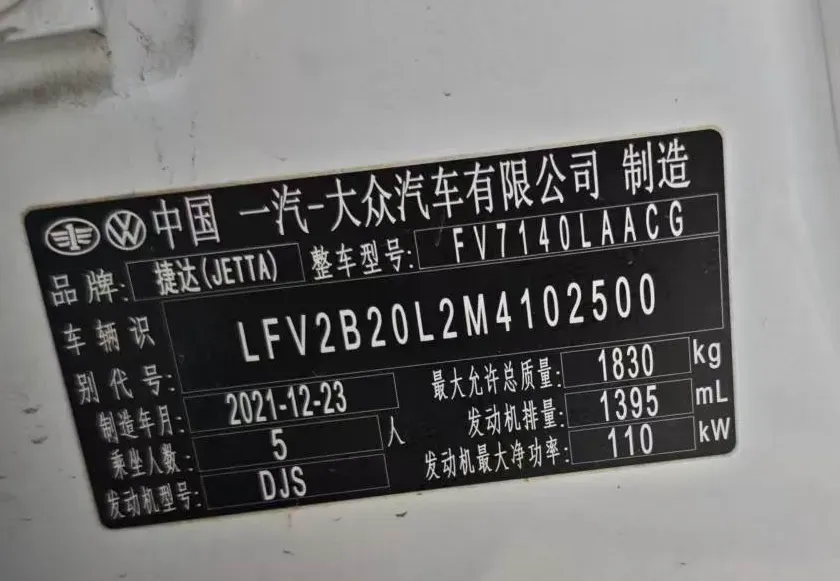 中国 一汽-大众汽车有限公司 制造
品牌: 捷达(JETTA) 整车型号: FV7140LAACG
车辆识别代号: LFV2B20L2M4102500
制造年月: 2021-12-23 最大允许总质量: 1830 kg
乘坐人数: 5 人 发动机排量: 1395 mL
发动机型号: DJS 发动机最大净功率: 110 kW